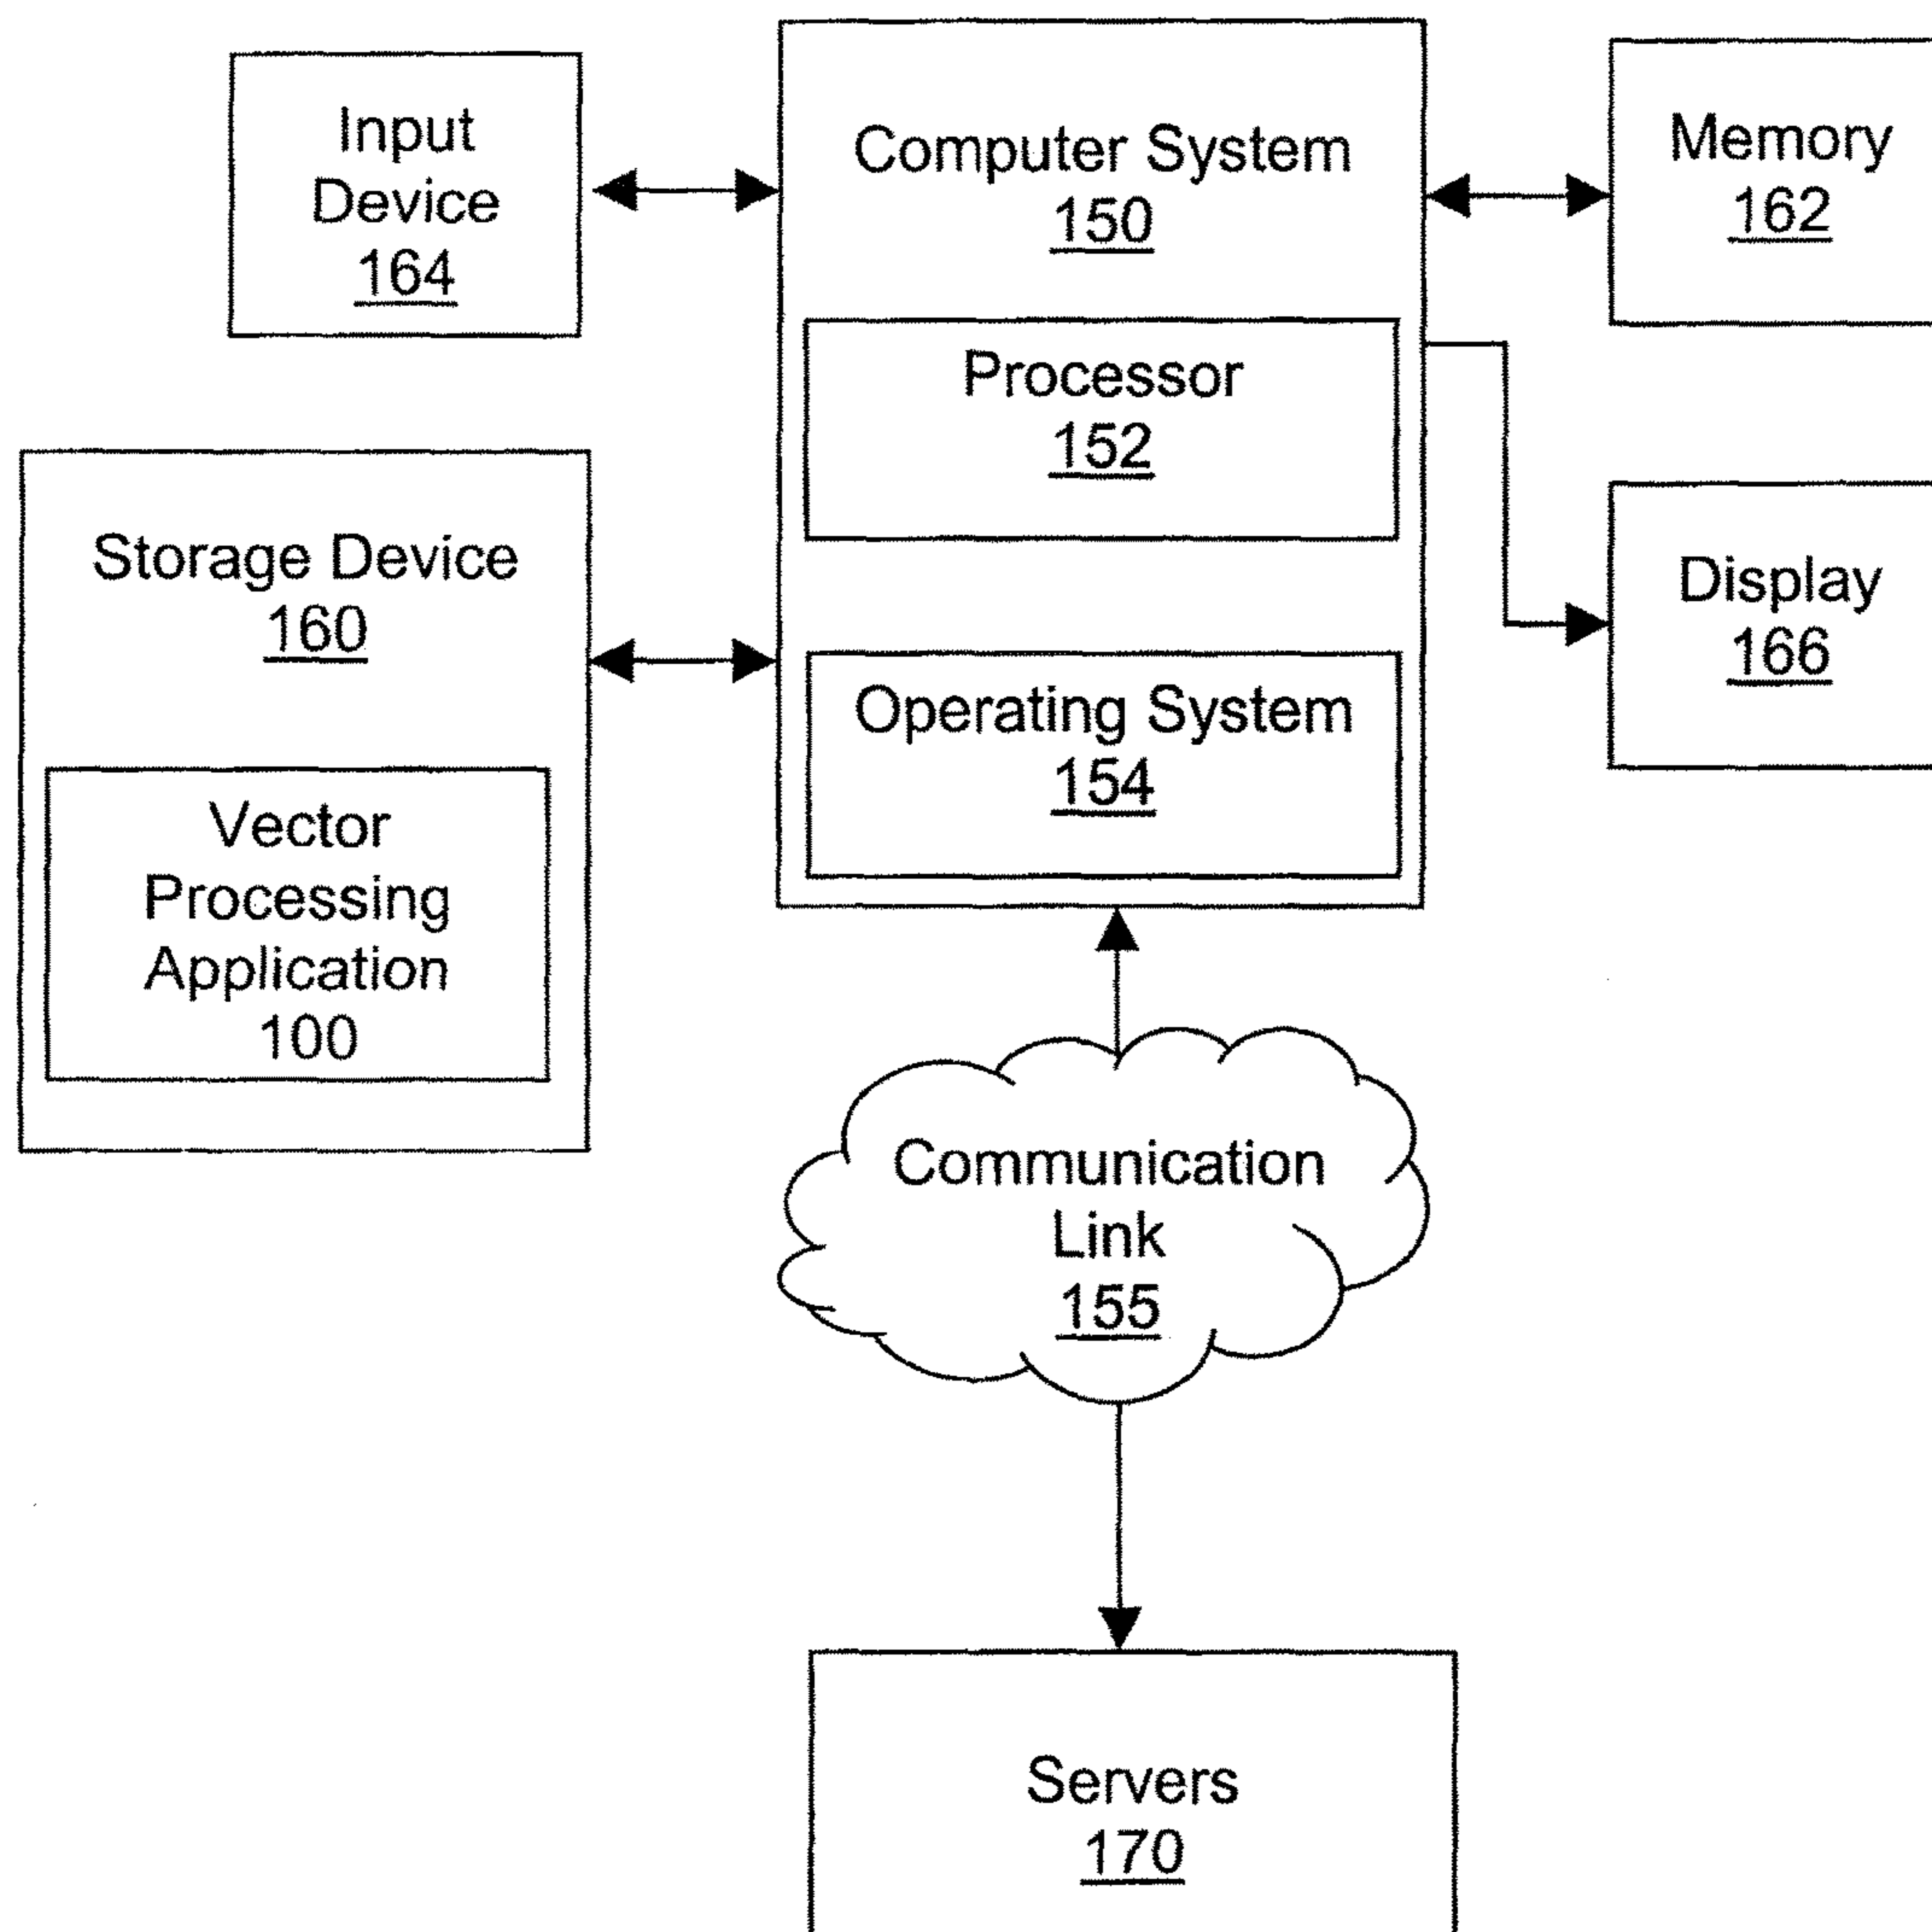 Input
Device
164
Computer System
150
Memory
162
Processor
152
Storage Device
160
Display
166
Operating System
154
Vector
Processing
Application
100
Communication
Link
155
Servers
170